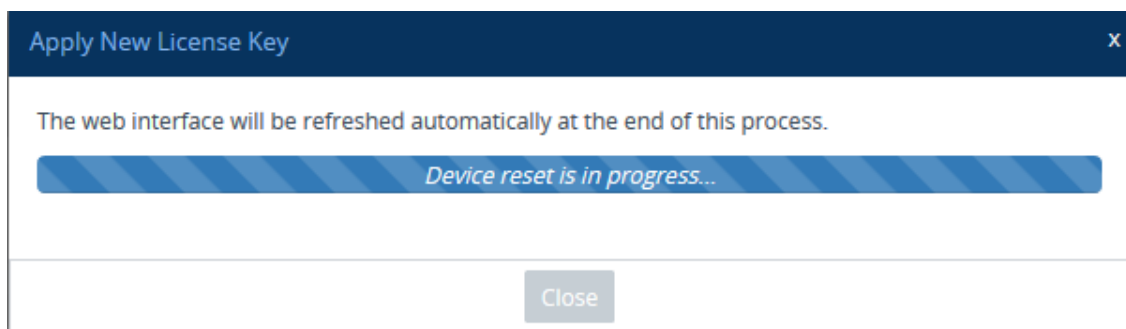 Apply New License Key x
The web interface will be refreshed automatically at the end of this process.
Device reset is in progress...
Close